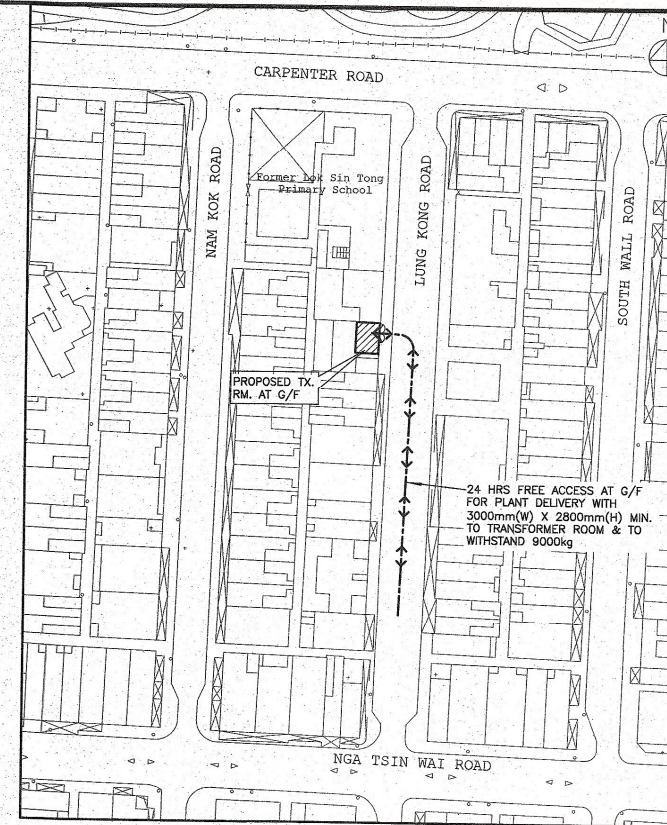 N
CARPENTER ROAD
NAM KOK ROAD
Former Lok Sin Tong
Primary School
LUNG KONG ROAD
SOUTH WALL ROAD
PROPOSED TX.
RM. AT G/F
24 HRS FREE ACCESS AT G/F
FOR PLANT DELIVERY WITH
3000mm(W) X 2800mm(H) MIN.
TO TRANSFORMER ROOM & TO
WITHSTAND 9000kg
NGA TSIN WAI ROAD